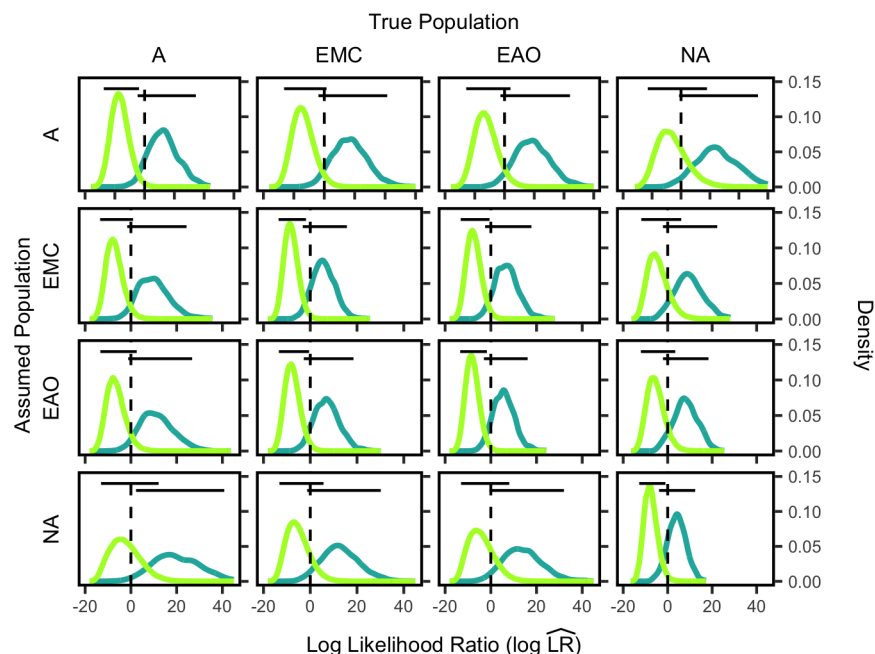 True Population
A EMC EAO NA
A
0.15
0.10
0.05
0.00
EMC
0.15
0.10
0.05
0.00
EAO
0.15
0.10
0.05
0.00
NA
0.15
0.10
0.05
0.00
Assumed Population
Density
-20 0 20 40 -20 0 20 40 -20 0 20 40 -20 0 20 40
Log Likelihood Ratio (log L̂R̂)